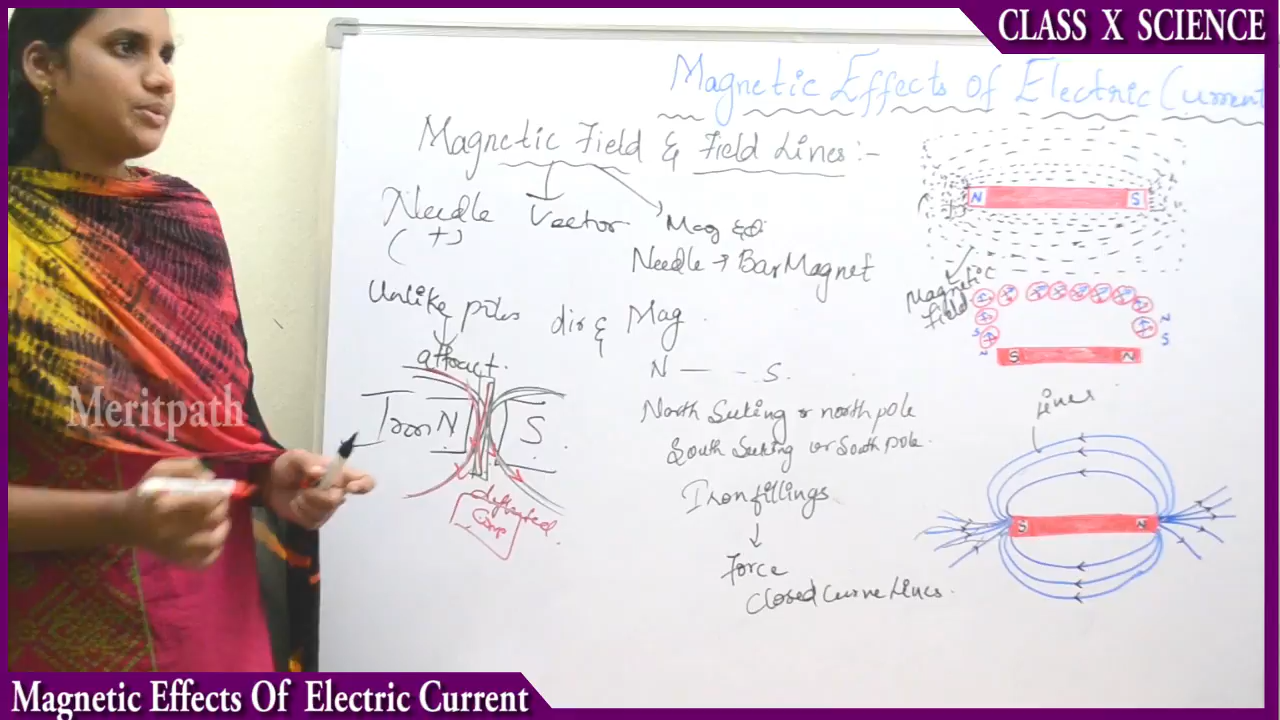 CLASS X SCIENCE
Magnetic Effects Of Electric Current
Magnetic Field & Field Lines :-
Needle Vector Mag &
(+)
Needle → Bar Magnet
Magnetic
field
Unlike poles dir & Mag
attract.
N — - S.
Iron N S
North Seeking or north pole
South Seeking or South pole.
Iron fillings
deflected
Comp
Force
Closed Curve Lines.
N S
N
S
S N
S
N
Lines
S N
Meritpath
Magnetic Effects Of Electric Current